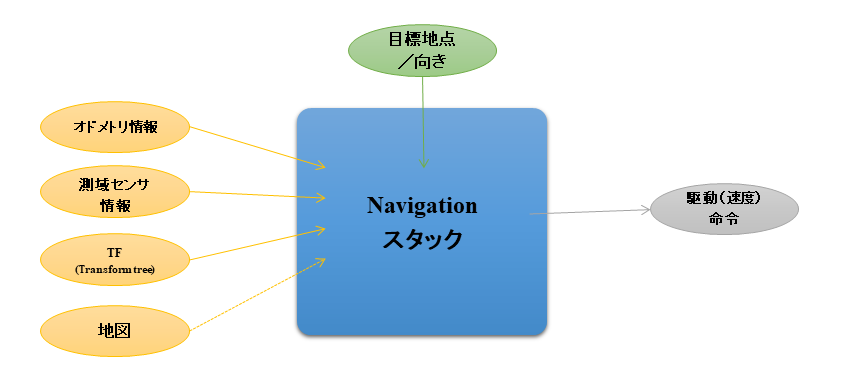 目標地点
／向き
オドメトリ情報
測域センサ
情報
TF
(Transform tree)
地図
Navigation
スタック
駆動(速度)
命令